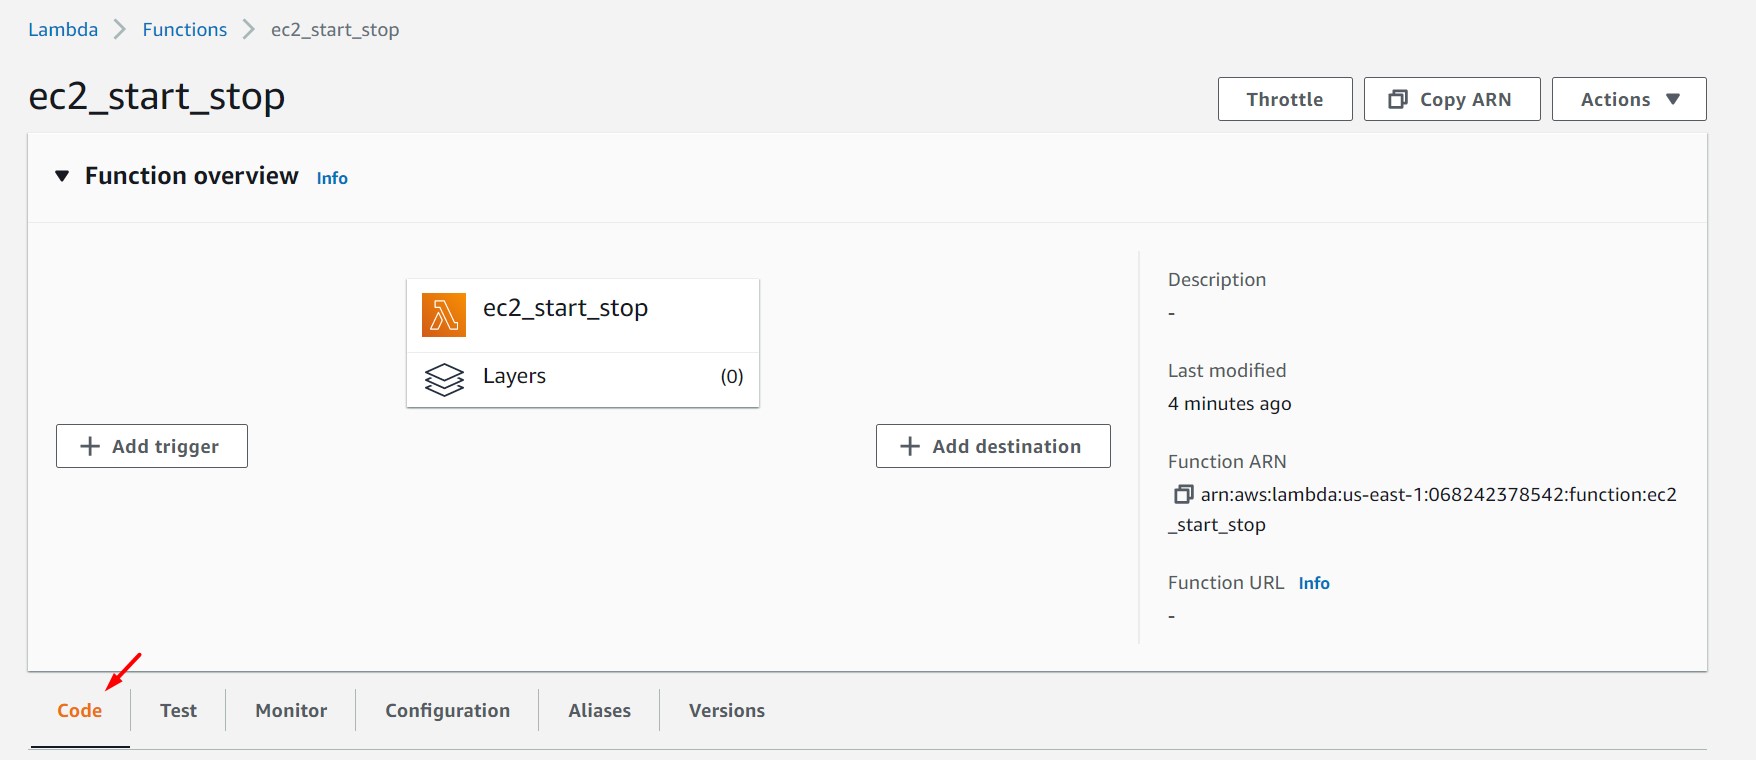 Lambda > Functions > ec2_start_stop
ec2_start_stop
Throttle Copy ARN Actions
Function overview Info
ec2_start_stop
Layers (0)
+ Add trigger
+ Add destination
Description
-
Last modified
4 minutes ago
Function ARN
arn:aws:lambda:us-east-1:068242378542:function:ec2
_start_stop
Function URL Info
-
Code Test Monitor Configuration Aliases Versions